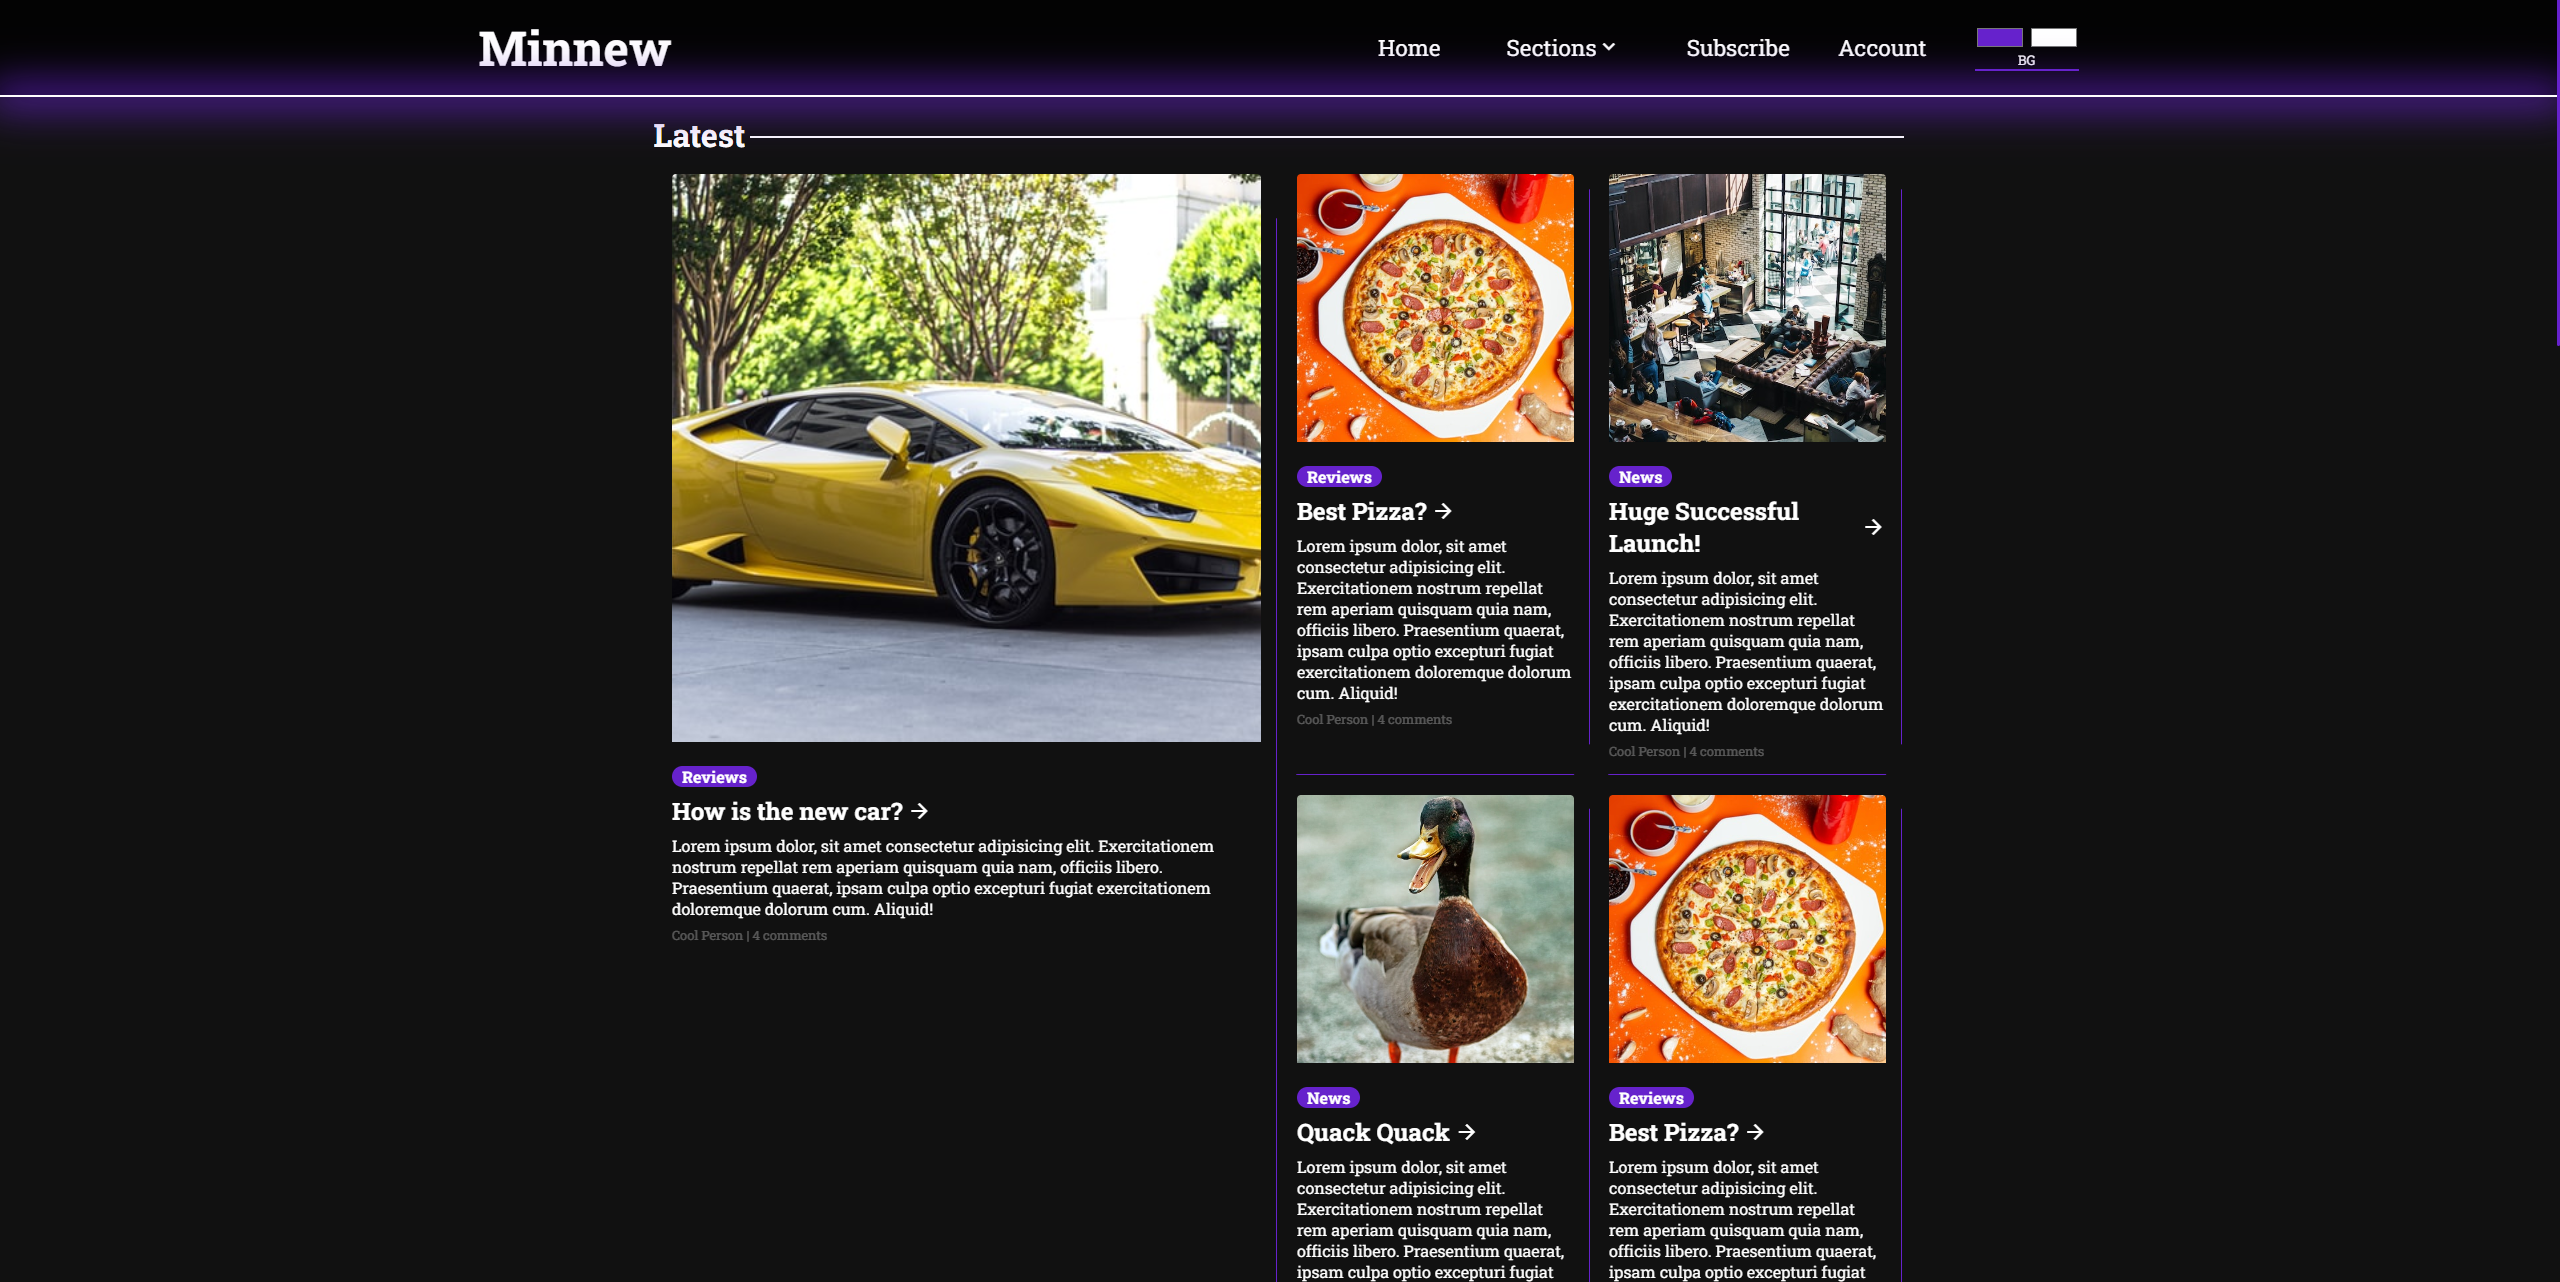 Minnew
Home
Sections
Subscribe
Account
BG
Latest
Reviews
How is the new car?
Lorem ipsum dolor, sit amet consectetur adipisicing elit. Exercitationem
nostrum repellat rem aperiam quisquam quia nam, officiis libero.
Praesentium quaerat, ipsam culpa optio excepturi fugiat exercitationem
doloremque dolorum cum. Aliquid!
Cool Person | 4 comments
Reviews
Best Pizza?
Lorem ipsum dolor, sit amet
consectetur adipisicing elit.
Exercitationem nostrum repellat
rem aperiam quisquam quia nam,
officiis libero. Praesentium quaerat,
ipsam culpa optio excepturi fugiat
exercitationem doloremque dolorum
cum. Aliquid!
Cool Person | 4 comments
News
Huge Successful
Launch!
Lorem ipsum dolor, sit amet
consectetur adipisicing elit.
Exercitationem nostrum repellat
rem aperiam quisquam quia nam,
officiis libero. Praesentium quaerat,
ipsam culpa optio excepturi fugiat
exercitationem doloremque dolorum
cum. Aliquid!
Cool Person | 4 comments
News
Quack Quack
Lorem ipsum dolor, sit amet
consectetur adipisicing elit.
Exercitationem nostrum repellat
rem aperiam quisquam quia nam,
officiis libero. Praesentium quaerat,
ipsam culpa optio excepturi fugiat
Reviews
Best Pizza?
Lorem ipsum dolor, sit amet
consectetur adipisicing elit.
Exercitationem nostrum repellat
rem aperiam quisquam quia nam,
officiis libero. Praesentium quaerat,
ipsam culpa optio excepturi fugiat